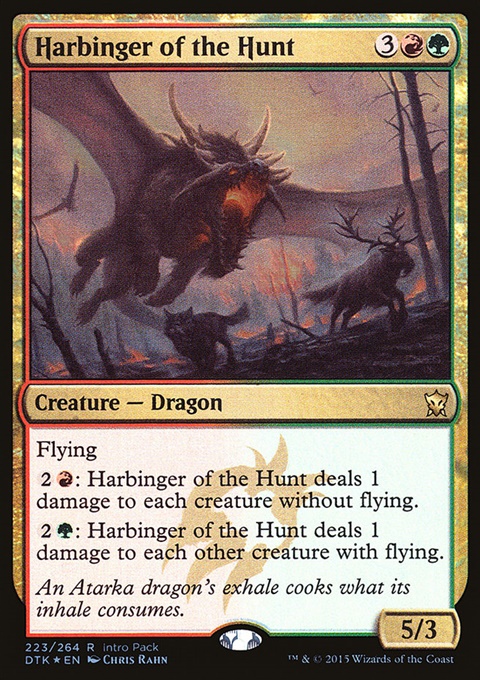 Harbinger of the Hunt 3
Creature — Dragon
Flying
2 : Harbinger of the Hunt deals 1
damage to each creature without flying.
2 : Harbinger of the Hunt deals 1
damage to each other creature with flying.
An Atarka dragon's exhale cooks what its
inhale consumes.
5/3
223/264 R Intro Pack
DTK ★ EN Chris Rahn
™ & © 2015 Wizards of the Coast